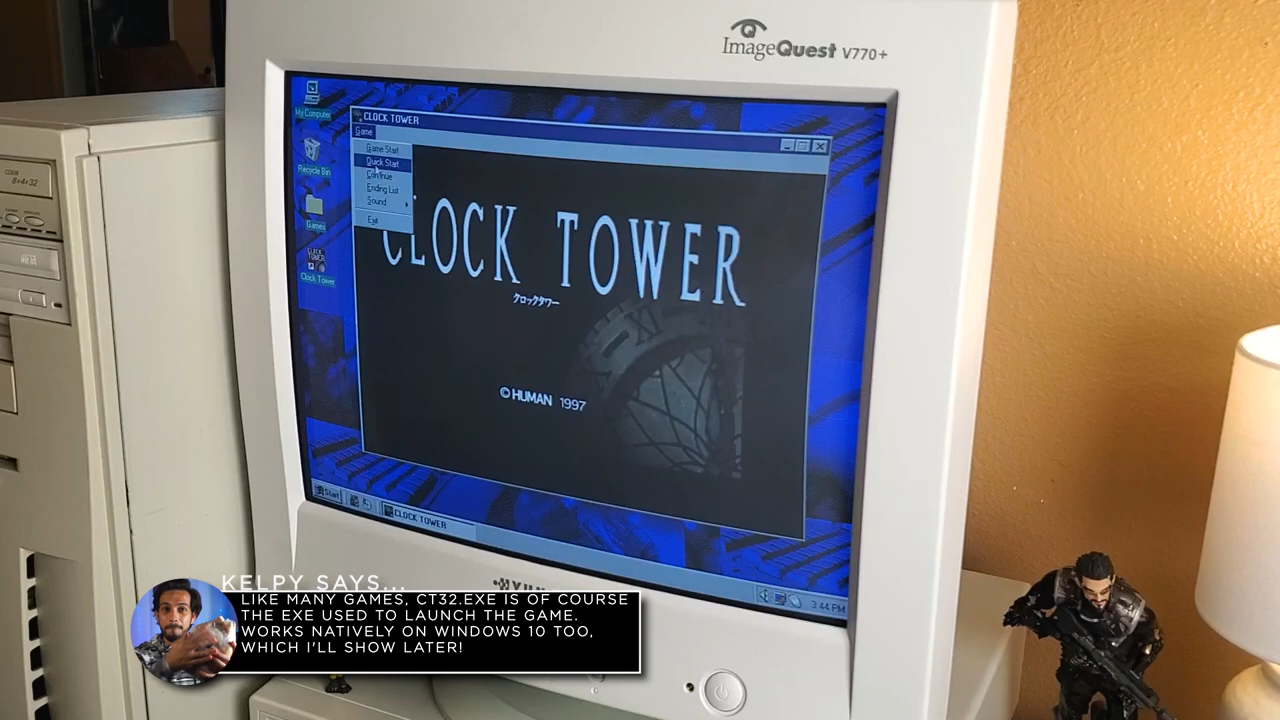 ImageQuest V770+
My Computer
Recycle Bin
Games
Clock Tower
CLOCK TOWER
Game
Game Start
Quick Start
Continue
Ending List
Sound
Exit
CLOCK TOWER
クロックタワー
©HUMAN 1997
Start
CLOCK TOWER
3:44 PM
8×4×32
KELPY SAYS...
LIKE MANY GAMES, CT32.EXE IS OF COURSE
THE EXE USED TO LAUNCH THE GAME.
WORKS NATIVELY ON WINDOWS 10 TOO,
WHICH I'LL SHOW LATER!